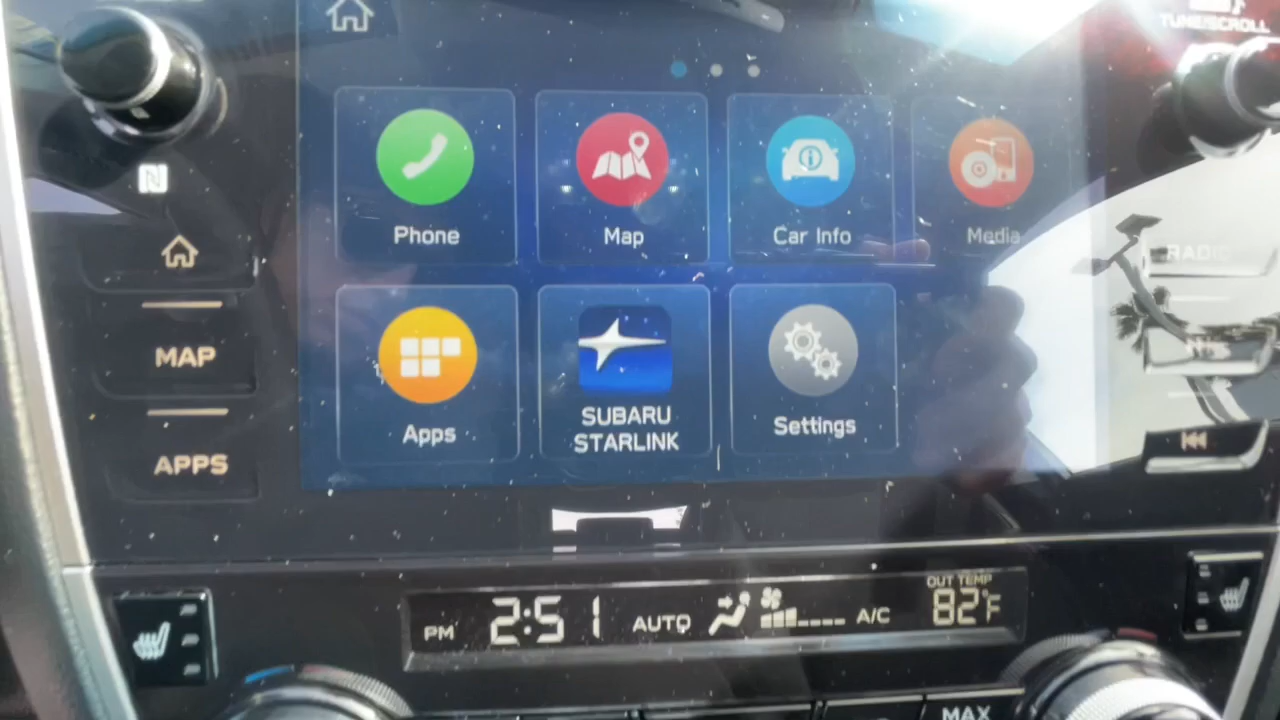 TUNE/SCROLL
N
Phone
Map
Car Info
Media
RADIO
MAP
Apps
SUBARU
STARLINK
Settings
APPS
PM 2:51 AUTO A/C
OUT TEMP
82°F
MAX